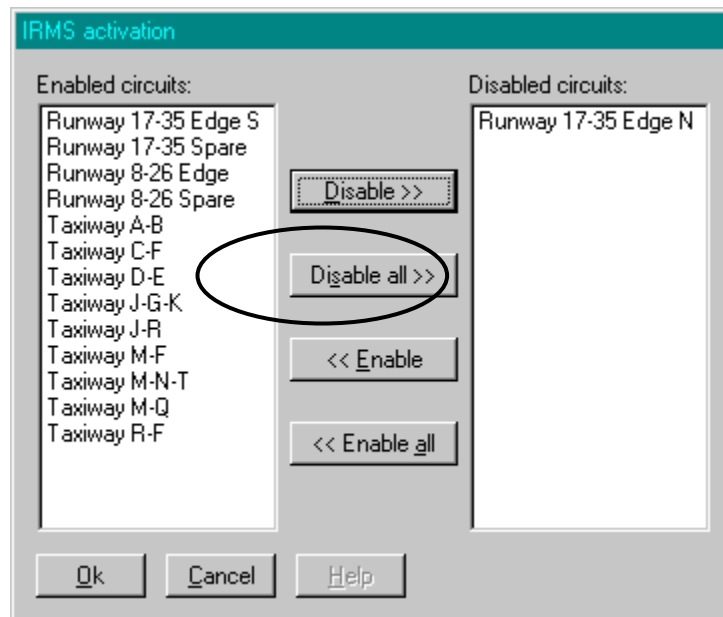 IRMS activation
Enabled circuits:
Runway 17-35 Edge S
Runway 17-35 Spare
Runway 8-26 Edge
Runway 8-26 Spare
Taxiway A-B
Taxiway C-F
Taxiway D-E
Taxiway J-G-K
Taxiway J-R
Taxiway M-F
Taxiway M-N-T
Taxiway M-Q
Taxiway R-F
Disable >>
Disable all >>
<< Enable
<< Enable all
Disabled circuits:
Runway 17-35 Edge N
Ok
Cancel
Help